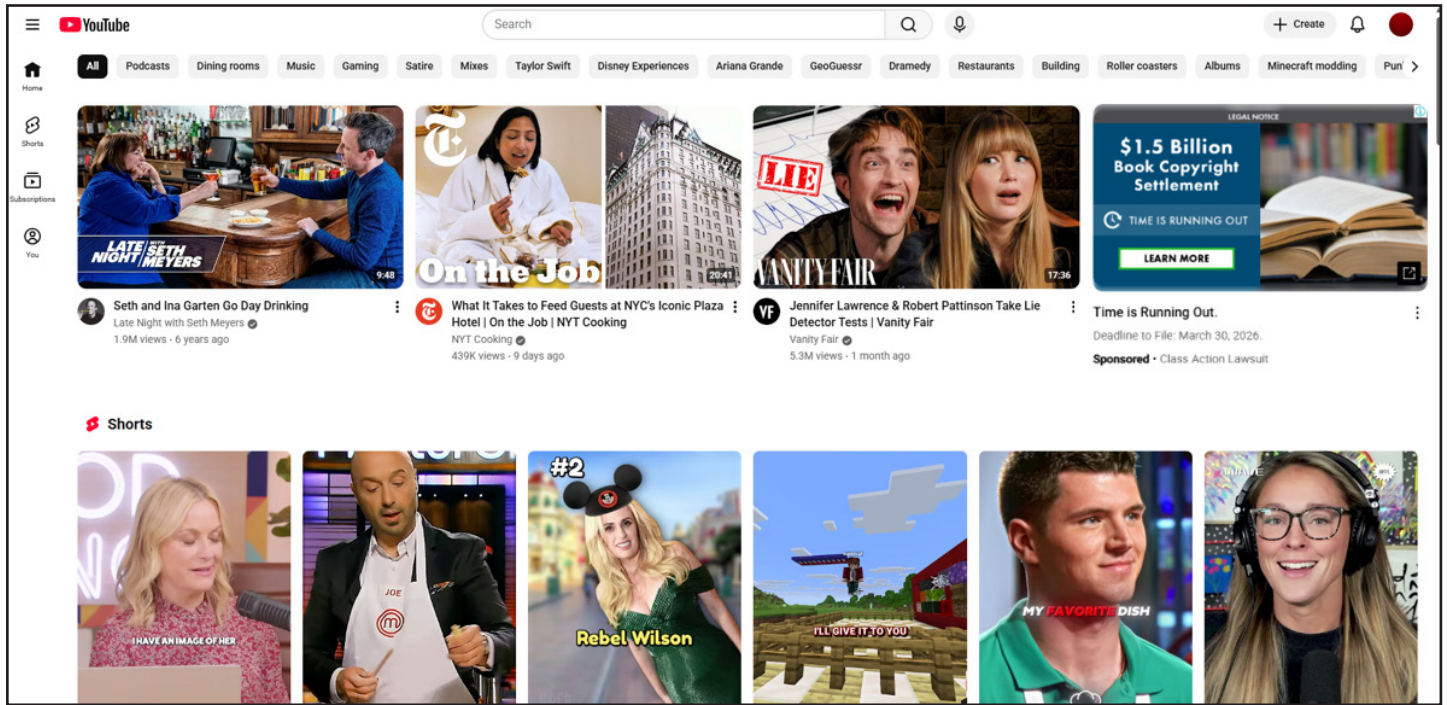 YouTube
Search
Create
All
Podcasts
Dining rooms
Music
Gaming
Satire
Mixes
Taylor Swift
Disney Experiences
Ariana Grande
GeoGuessr
Dramedy
Restaurants
Building
Roller coasters
Albums
Minecraft modding
Home
Shorts
Subscriptions
You
LATE NIGHT WITH SETH MEYERS
9:48
Seth and Ina Garten Go Day Drinking
Late Night with Seth Meyers
1.9M views · 6 years ago
On the Job
20:41
What It Takes to Feed Guests at NYC's Iconic Plaza
Hotel | On the Job | NYT Cooking
NYT Cooking
439K views · 9 days ago
LIE
VANITY FAIR
17:36
VF
Jennifer Lawrence & Robert Pattinson Take Lie
Detector Tests | Vanity Fair
Vanity Fair
5.3M views · 1 month ago
LEGAL NOTICE
$1.5 Billion
Book Copyright
Settlement
TIME IS RUNNING OUT
LEARN MORE
Time is Running Out.
Deadline to File: March 30, 2026.
Sponsored · Class Action Lawsuit
Shorts
I HAVE AN IMAGE OF HER
JOE
#2
Rebel Wilson
I'LL GIVE IT TO YOU
MY FAVORITE DISH